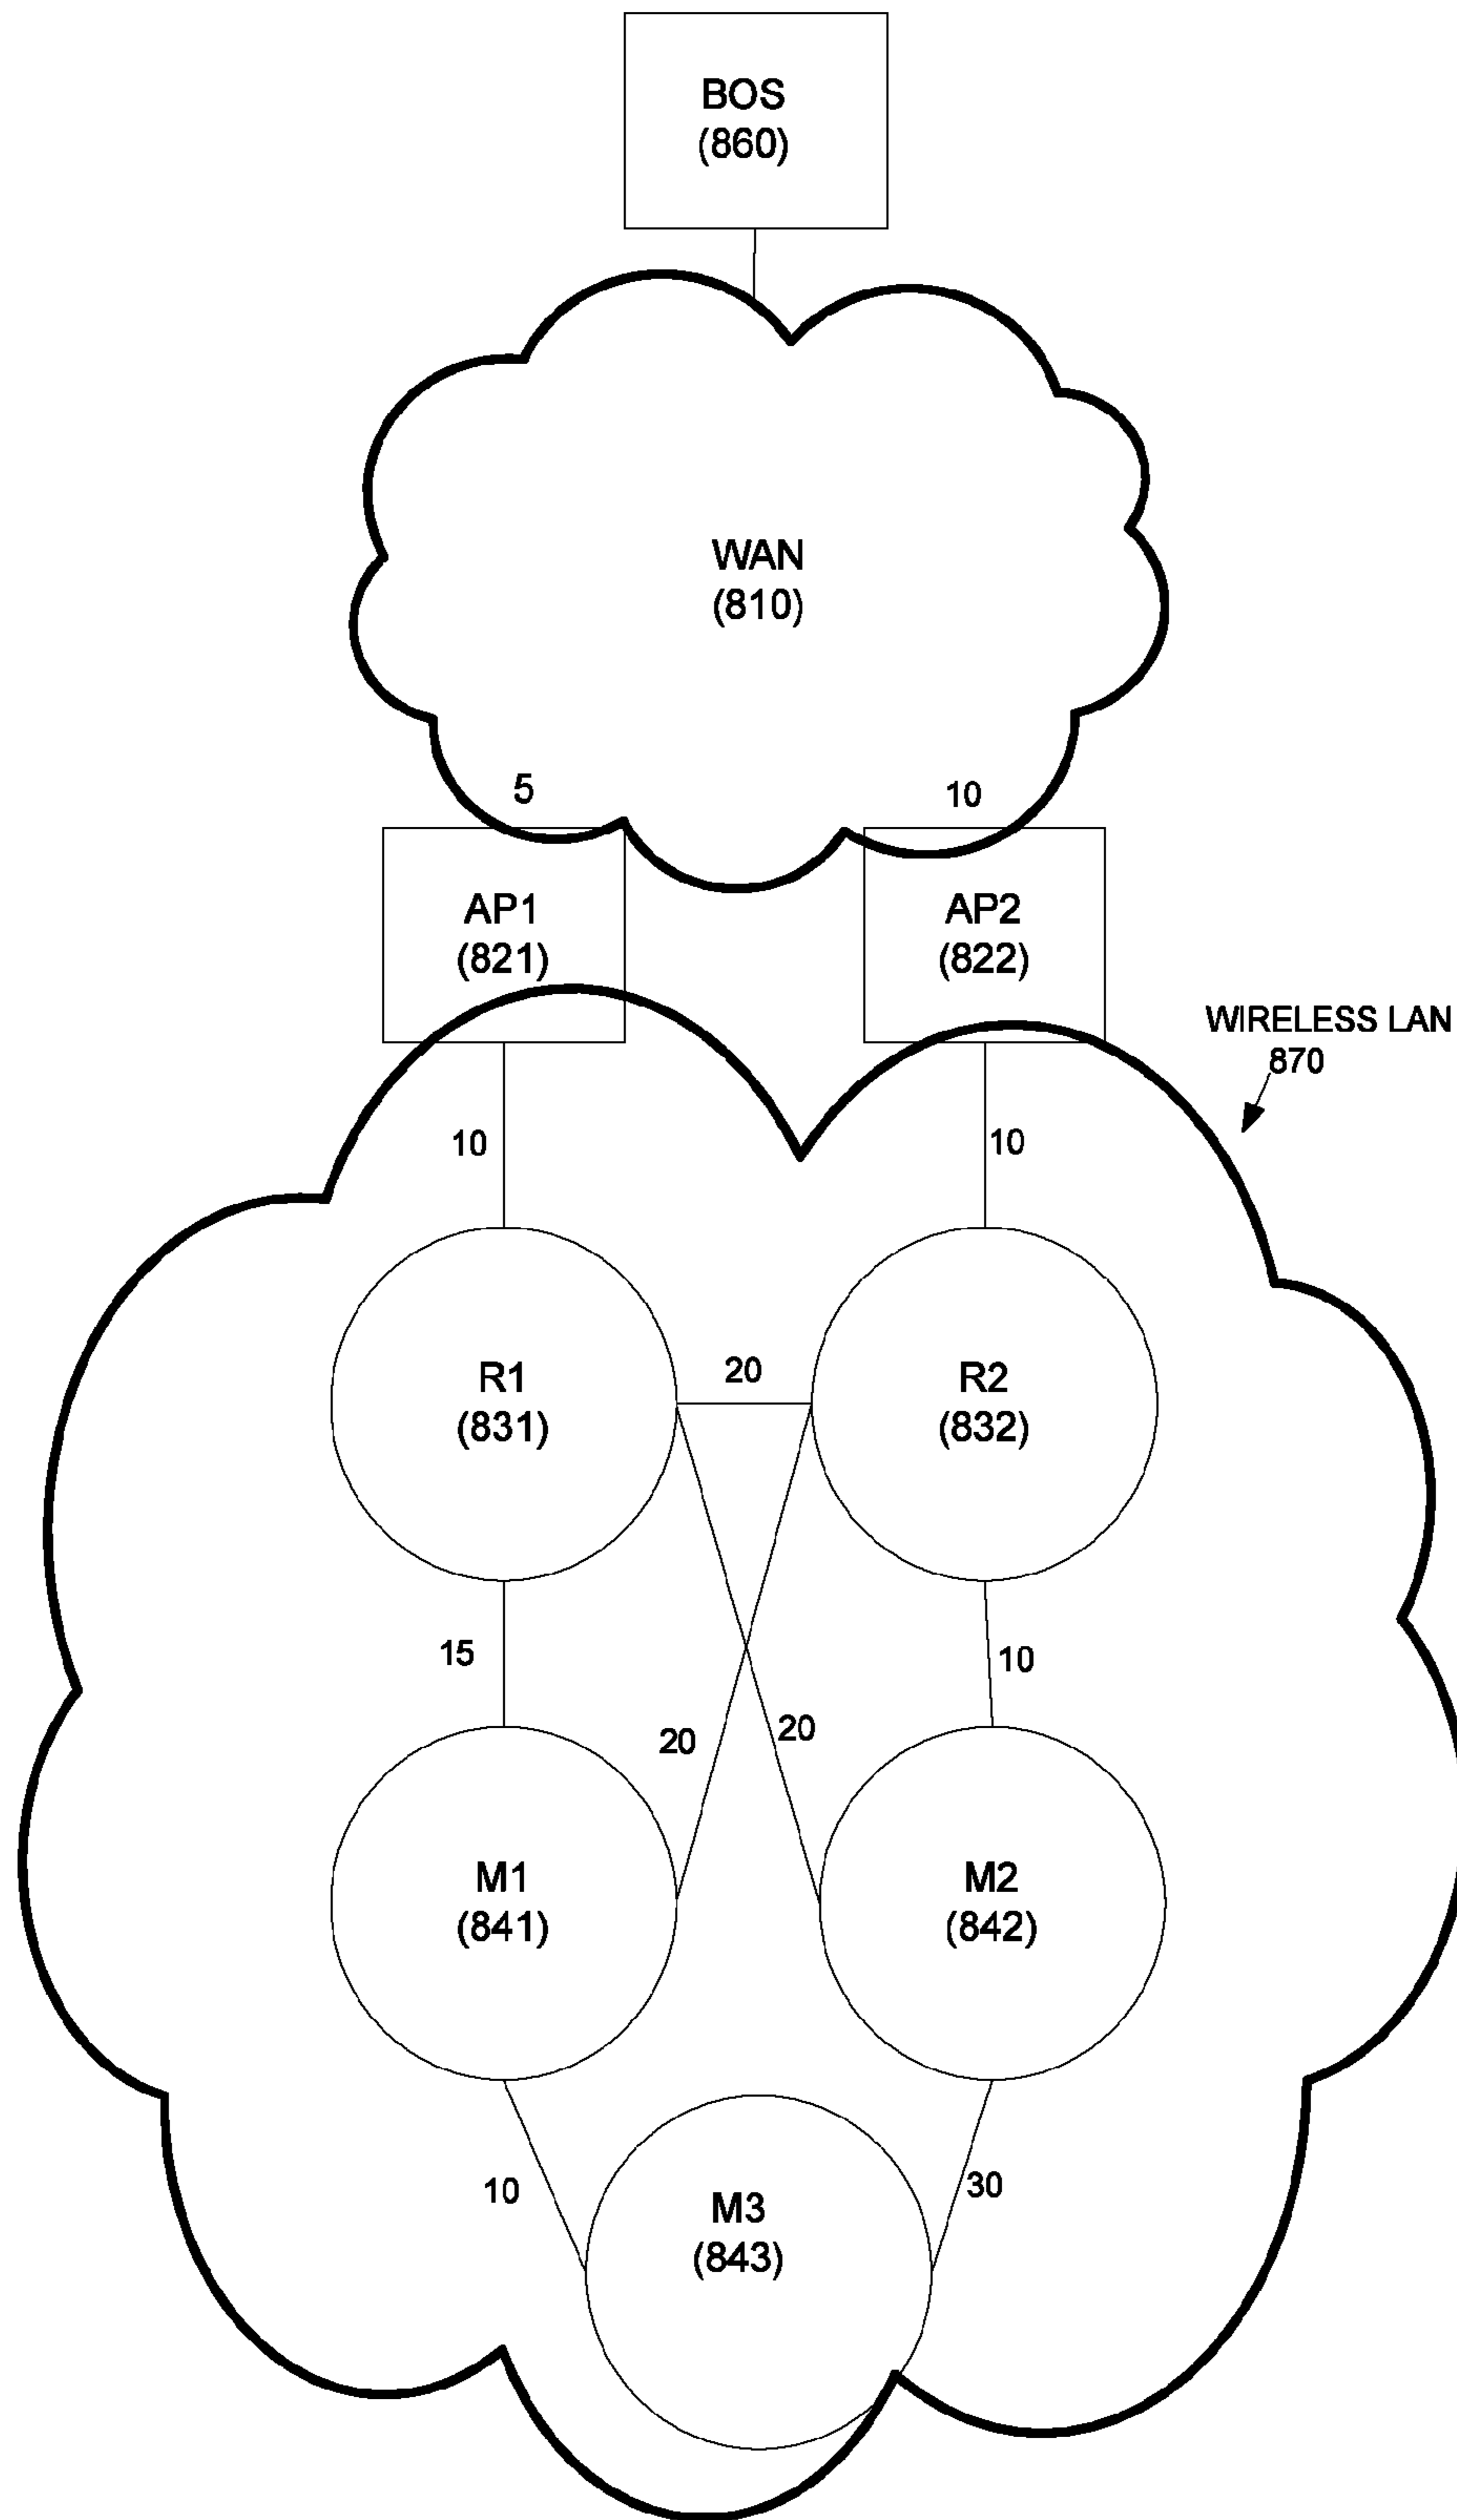 BOS
(860)
WAN
(810)
5
10
AP1
(821)
AP2
(822)
WIRELESS LAN
870
10
10
R1
(831)
20
R2
(832)
15
10
20
20
M1
(841)
M2
(842)
10
30
M3
(843)